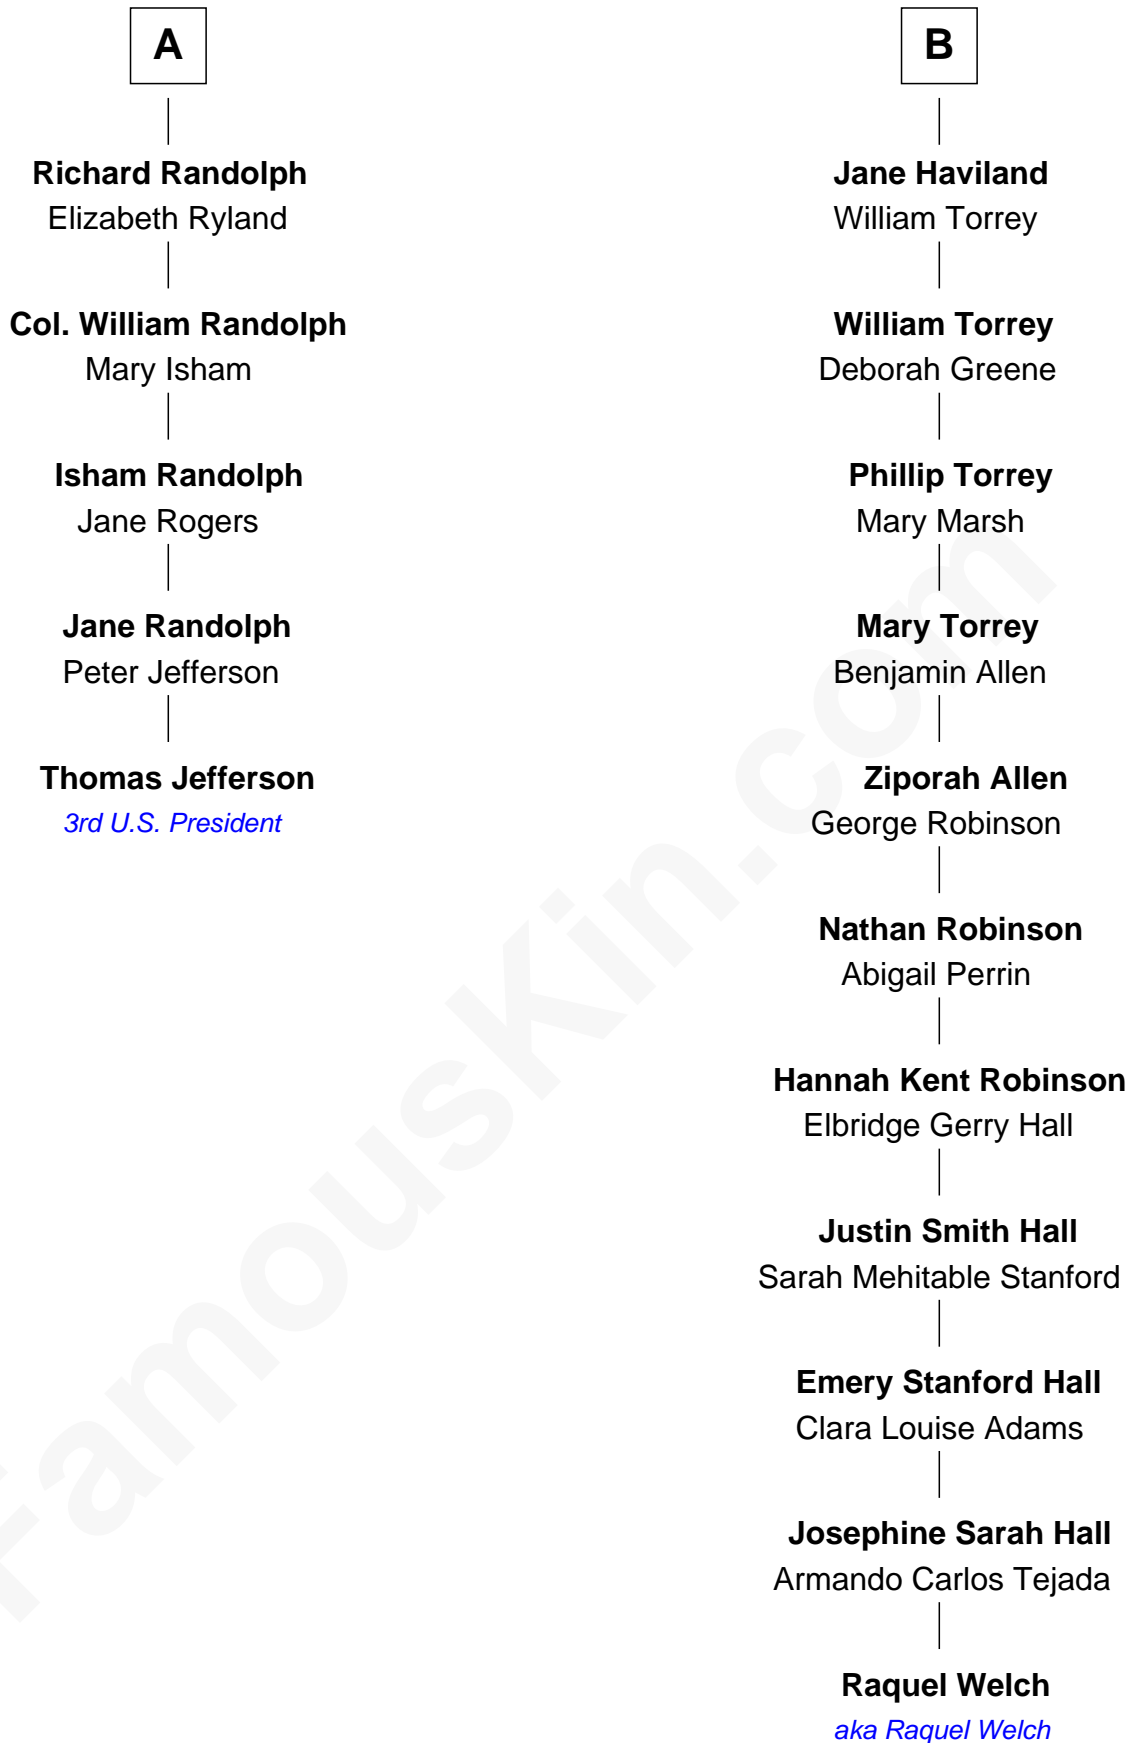 A
Richard Randolph
Elizabeth Ryland
Col. William Randolph
Mary Isham
Isham Randolph
Jane Rogers
Jane Randolph
Peter Jefferson
Thomas Jefferson
3rd U.S. President
B
Jane Haviland
William Torrey
William Torrey
Deborah Greene
Phillip Torrey
Mary Marsh
Mary Torrey
Benjamin Allen
Ziporah Allen
George Robinson
Nathan Robinson
Abigail Perrin
Hannah Kent Robinson
Elbridge Gerry Hall
Justin Smith Hall
Sarah Mehitable Stanford
Emery Stanford Hall
Clara Louise Adams
Josephine Sarah Hall
Armando Carlos Tejada
Raquel Welch
aka Raquel Welch
FamousKin.com